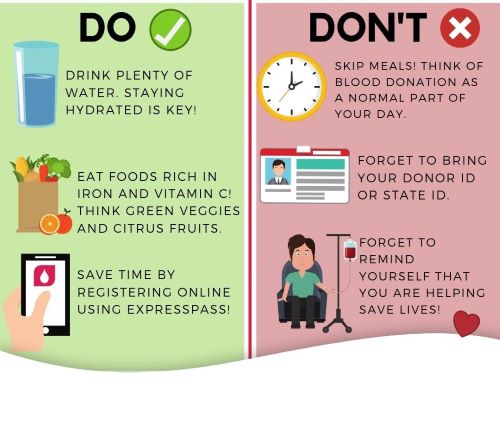 DO
DRINK PLENTY OF
WATER. STAYING
HYDRATED IS KEY!
EAT FOODS RICH IN
IRON AND VITAMIN C!
THINK GREEN VEGGIES
AND CITRUS FRUITS.
SAVE TIME BY
REGISTERING ONLINE
USING EXPRESSPASS!
DON'T
SKIP MEALS! THINK OF
BLOOD DONATION AS
A NORMAL PART OF
YOUR DAY.
FORGET TO BRING
YOUR DONOR ID
OR STATE ID.
FORGET TO
REMIND
YOURSELF THAT
YOU ARE HELPING
SAVE LIVES!